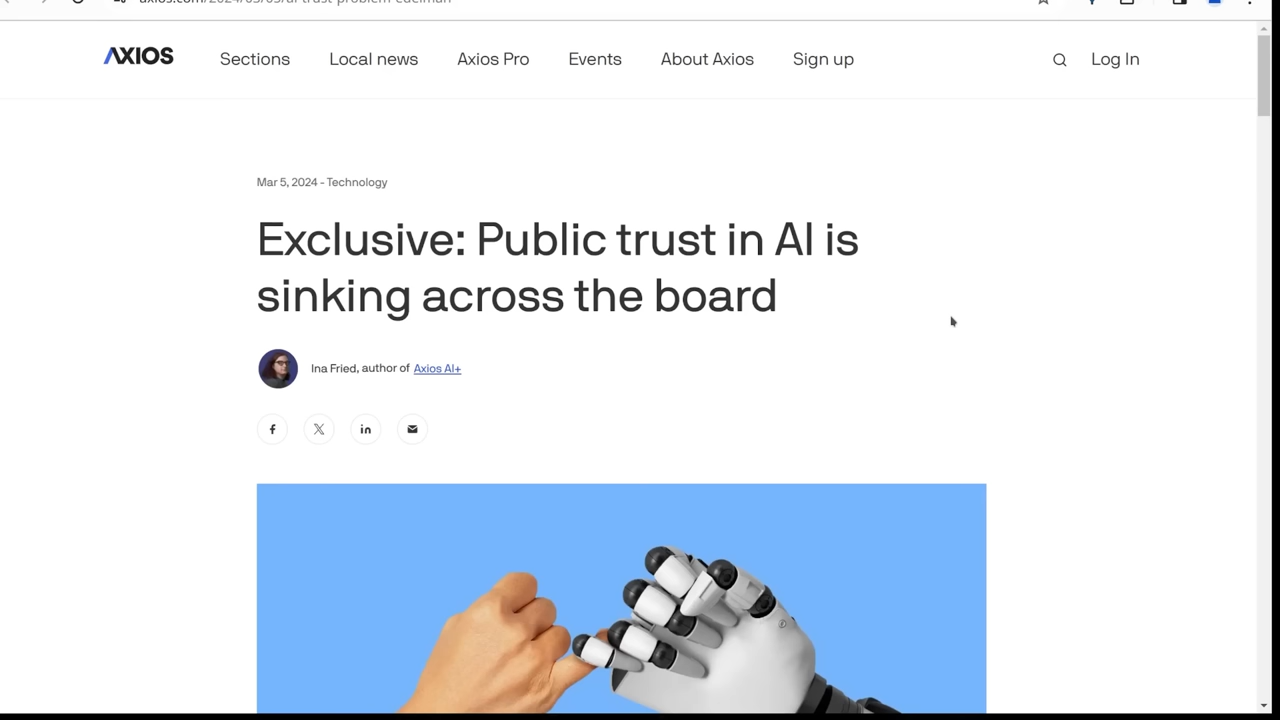 AXIOS
Sections
Local news
Axios Pro
Events
About Axios
Sign up
Log In
Mar 5, 2024 - Technology
Exclusive: Public trust in AI is
sinking across the board
Ina Fried, author of Axios AI+